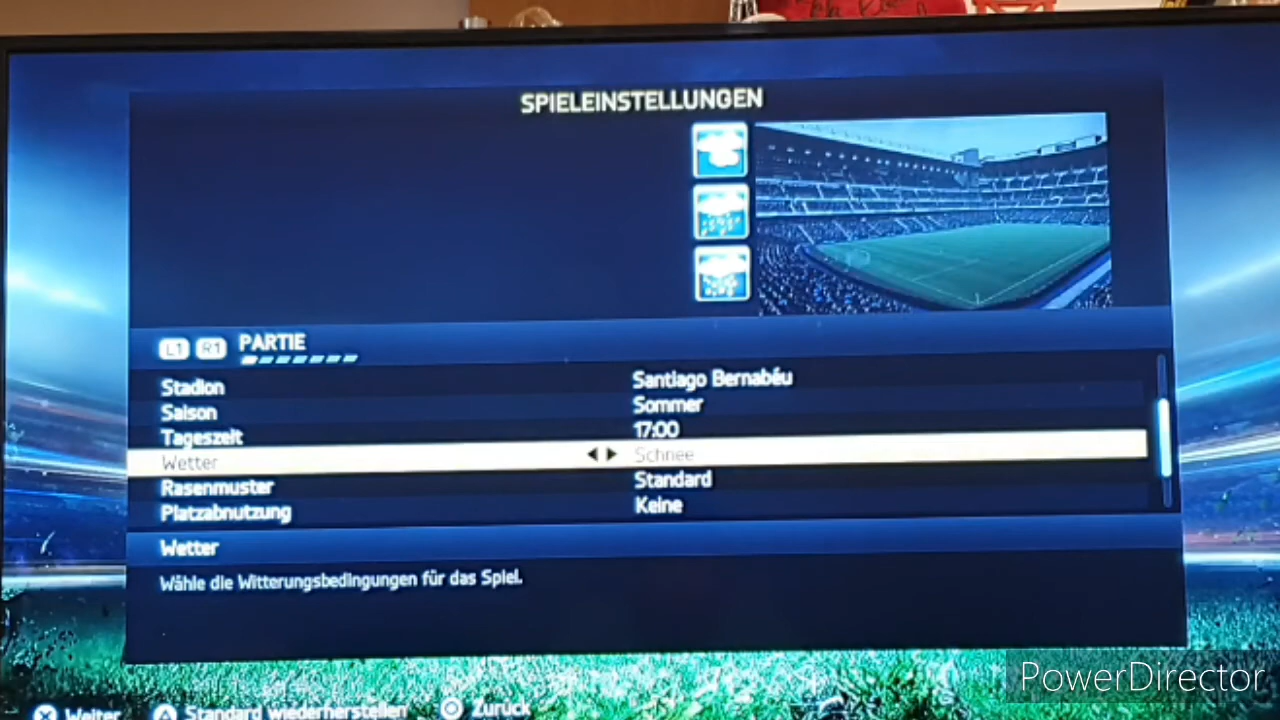 SPIELEINSTELLUNGEN
L1 R1 PARTIE
Stadion Santiago Bernabéu
Saison Sommer
Tageszeit 17:00
Wetter Schnee
Rasenmuster Standard
Platzabnutzung Keine
Wetter
Wähle die Witterungsbedingungen für das Spiel.
Weiter Standard wiederherstellen Zurück
PowerDirector